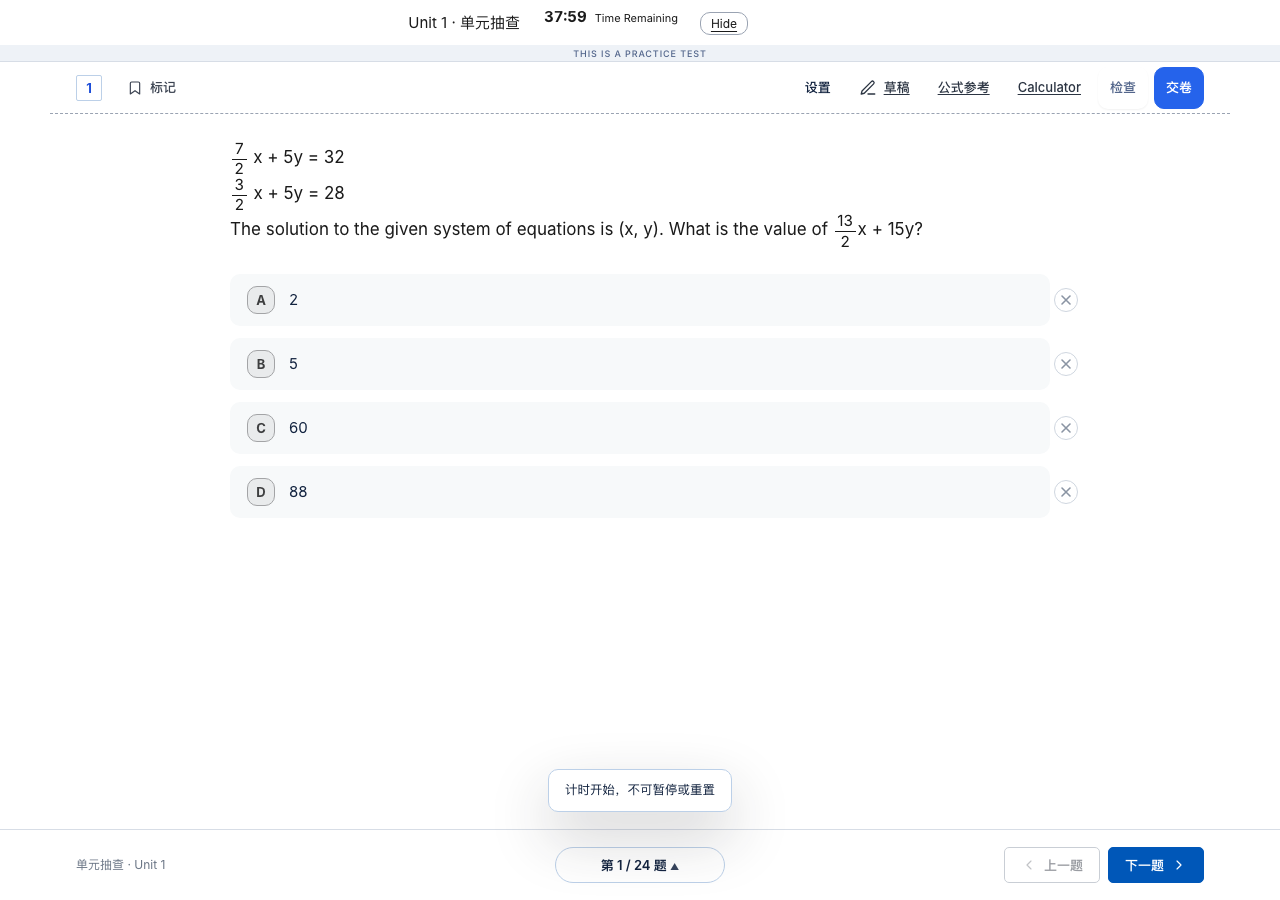 Unit 1 · 单元抽查 37:59 Time Remaining Hide
THIS IS A PRACTICE TEST
1 标记 设置 草稿 公式参考 Calculator 检查 交卷
7/2 x + 5y = 32
3/2 x + 5y = 28
The solution to the given system of equations is (x, y). What is the value of 13/2 x + 15y?
A 2
B 5
C 60
D 88
计时开始，不可暂停或重置
单元抽查 · Unit 1 第 1 / 24 题 ▲ 上一题 下一题